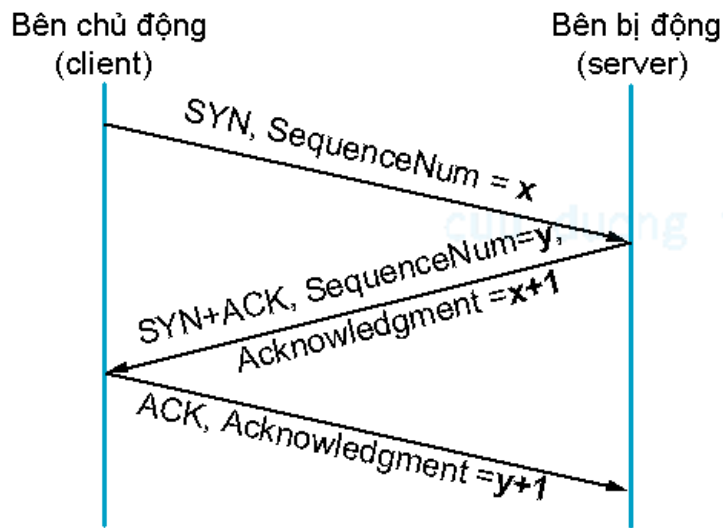 Bên chủ động
(client)
Bên bị động
(server)
SYN, SequenceNum = x
SYN+ACK, SequenceNum=y,
Acknowledgment =x+1
ACK, Acknowledgment =y+1